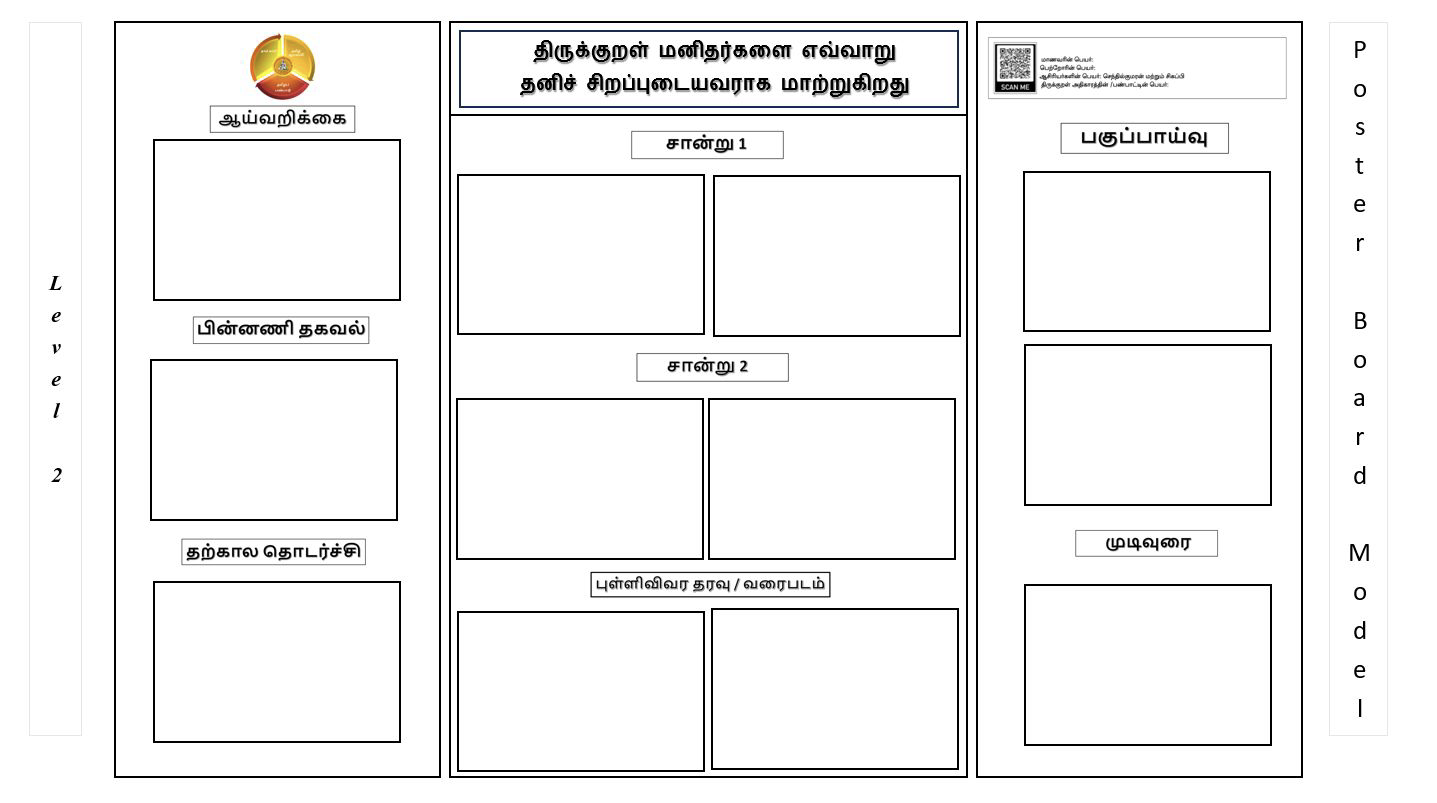 Level 2
ஆய்வறிக்கை
பின்னணி தகவல்
தற்கால தொடர்ச்சி
திருக்குறள் மனிதர்களை எவ்வாறு
தனிச் சிறப்புடையவராக மாற்றுகிறது
சான்று 1
சான்று 2
புள்ளிவிவர தரவு / வரைபடம்
SCAN ME
மாணவரின் பெயர்:
பெற்றோரின் பெயர்:
ஆசிரியர்களின் பெயர்: செந்தில்குமரன் மற்றும் சிகப்பி
திருக்குறள் அதிகாரத்தின் /பண்பாட்டின் பெயர்:
பகுப்பாய்வு
முடிவுரை
Poster Board Model